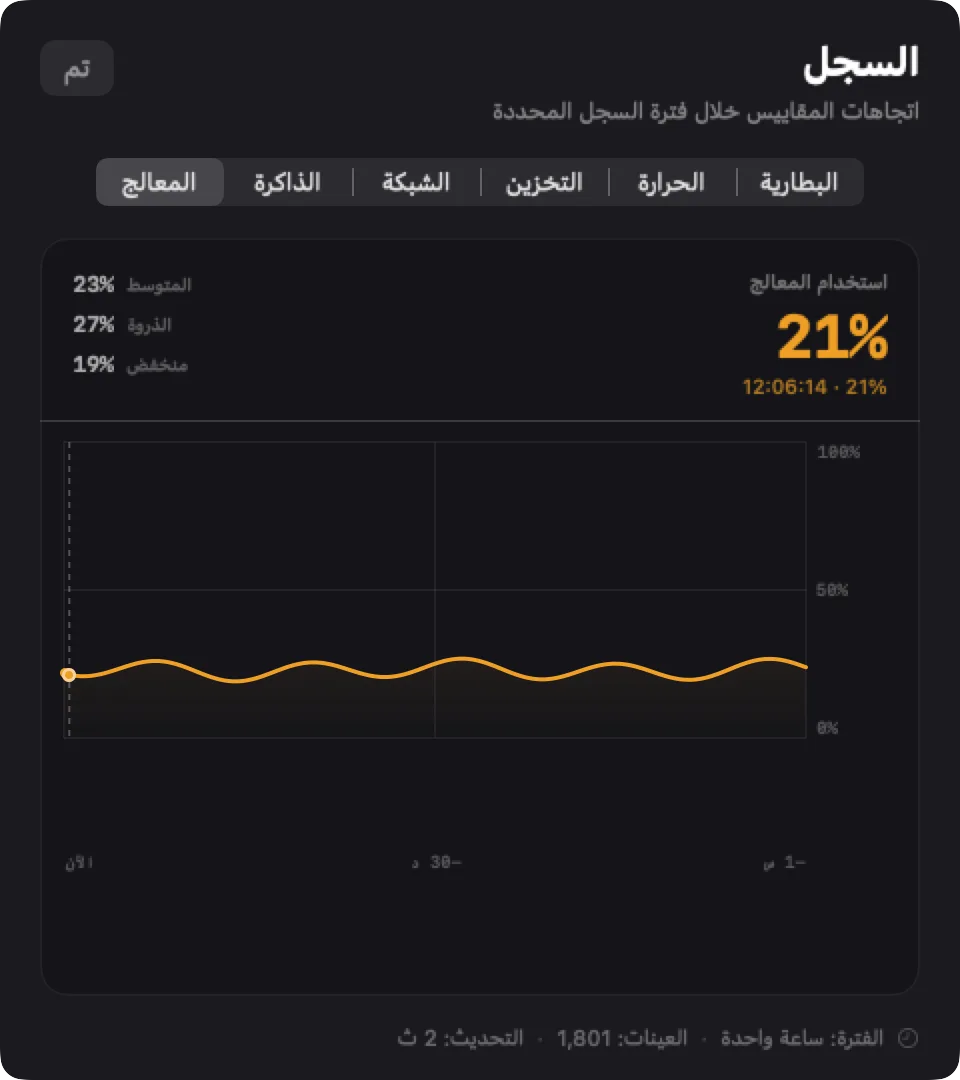 السجل
تم
اتجاهات المقاييس خلال فترة السجل المحددة
البطارية
الحرارة
التخزين
الشبكة
الذاكرة
المعالج
استخدام المعالج
21%
12:06:14 · 21%
المتوسط 23%
الذروة 27%
منخفض 19%
100%
50%
0%
−1 س
−30 د
الآن
الفترة: ساعة واحدة · العينات: 1,801 · التحديث: 2 ث